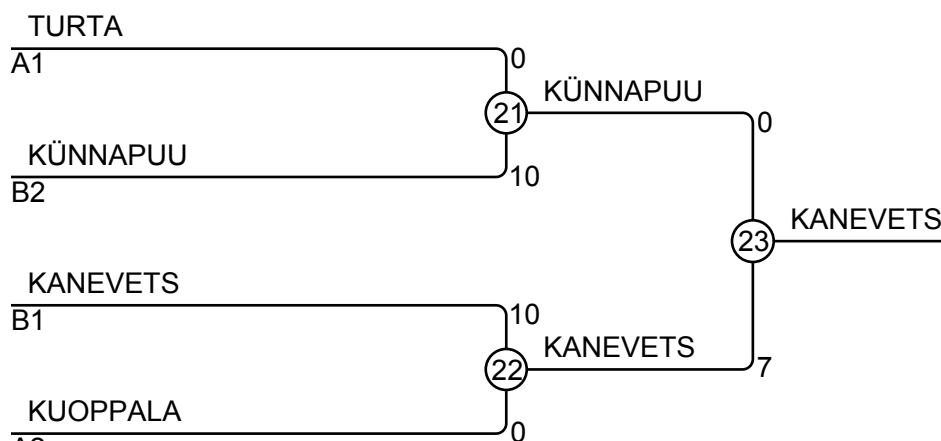 TURTA
A1
0
21
KÜNNAPUU
0
KÜNNAPUU
B2
10
23
KANEVETS
KANEVETS
B1
10
22
KANEVETS
7
KUOPPALA
0